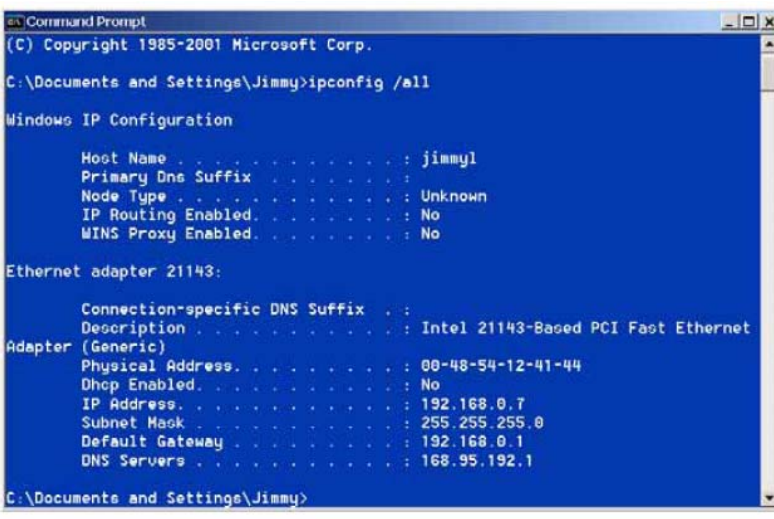 Command Prompt
(C) Copyright 1985-2001 Microsoft Corp.
C:\Documents and Settings\Jimmy>ipconfig /all
Windows IP Configuration
Host Name . . . . . . . . . . . . : jimmy1
Primary Dns Suffix . . . . . . . :
Node Type . . . . . . . . . . . . : Unknown
IP Routing Enabled. . . . . . . . : No
WINS Proxy Enabled. . . . . . . . : No
Ethernet adapter 21143:
Connection-specific DNS Suffix . :
Description . . . . . . . . . . . : Intel 21143-Based PCI Fast Ethernet
Adapter (Generic)
Physical Address. . . . . . . . . : 00-48-54-12-41-44
Dhcp Enabled. . . . . . . . . . . : No
IP Address. . . . . . . . . . . . : 192.168.0.7
Subnet Mask . . . . . . . . . . . : 255.255.255.0
Default Gateway . . . . . . . . . : 192.168.0.1
DNS Servers . . . . . . . . . . . : 168.95.192.1
C:\Documents and Settings\Jimmy>